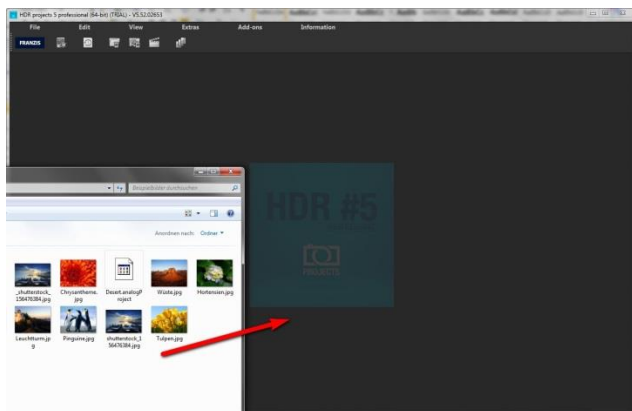 HDR projects 5 professional (64-bit) (TRIAL) - V5.52.02653
File Edit View Extras Add-ons Information
FRANZIS
HDR #5
PROJECTS
Beispielbilder durchsuchen
Anordnen nach: Ordner
_shutterstock_
156476384.jpg
Chrysantheme.
jpg
Desert.analogP
roject
Wüste.jpg
Hortensien.jpg
Leuchtturm.jp
g
Pinguine.jpg
shutterstock_1
56476384.jpg
Tulpen.jpg